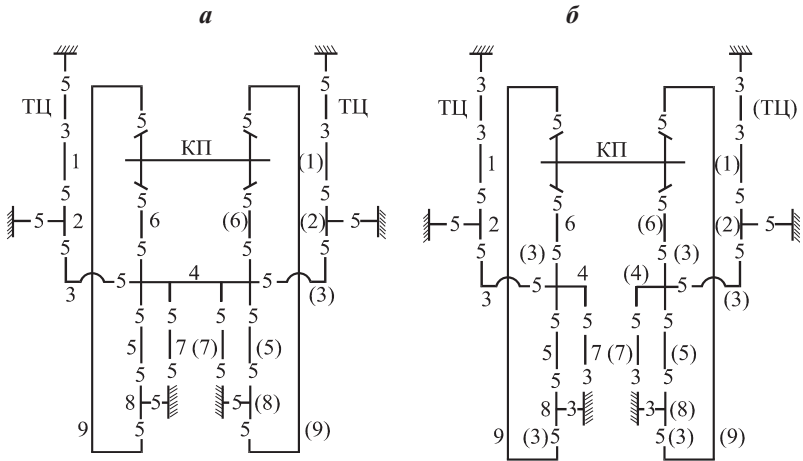 а б
5 5 3 3
ТЦ ТЦ ТЦ (ТЦ)
3 5 5 3 3 5 5 3
КП КП
1 (1) 1 (1)
5 5 5 5 5 5 5 5
5 2 6 (6) (2) 5 5 2 6 (6) (2) 5
5 5 5 (3) 5 5 (3) 5
4 4 (4)
3 5 5 (3) 3 5 5 (3)
5 5 5 5 5 5 5 5
5 7 (7) (5) 5 7 (7) (5)
5 5 5 5 5 3 3 5
8 5 5 (8) 8 3 3 (8)
9 5 5 (9) 9 (3) 5 5 (3) (9)